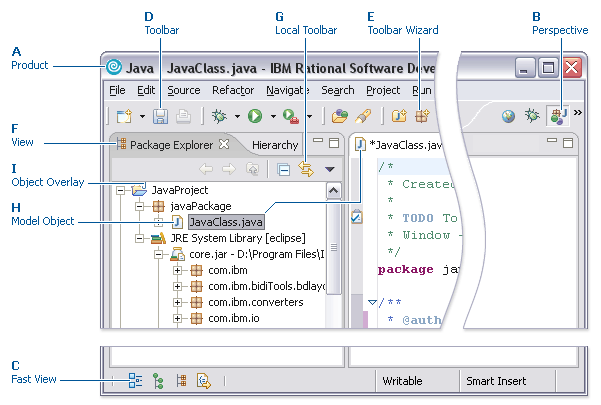 D
Toolbar
G
Local Toolbar
E
Toolbar Wizard
B
Perspective
A
Product
Java - JavaClass.java - IBM Rational Software Deve
File Edit Source Refactor Navigate Search Project Run
F
View
Package Explorer Hierarchy
*JavaClass.jav
I
Object Overlay
H
Model Object
JavaProject
javaPackage
JavaClass.java
JRE System Library [eclipse]
core.jar - D:\Program Files\I
com.ibm
com.ibm.bidiTools.bdlayo
com.ibm.converters
com.ibm.io
/*
* Created
*
* TODO To
* Window -
*/
package jav
/**
* @auth
C
Fast View
Writable
Smart Insert